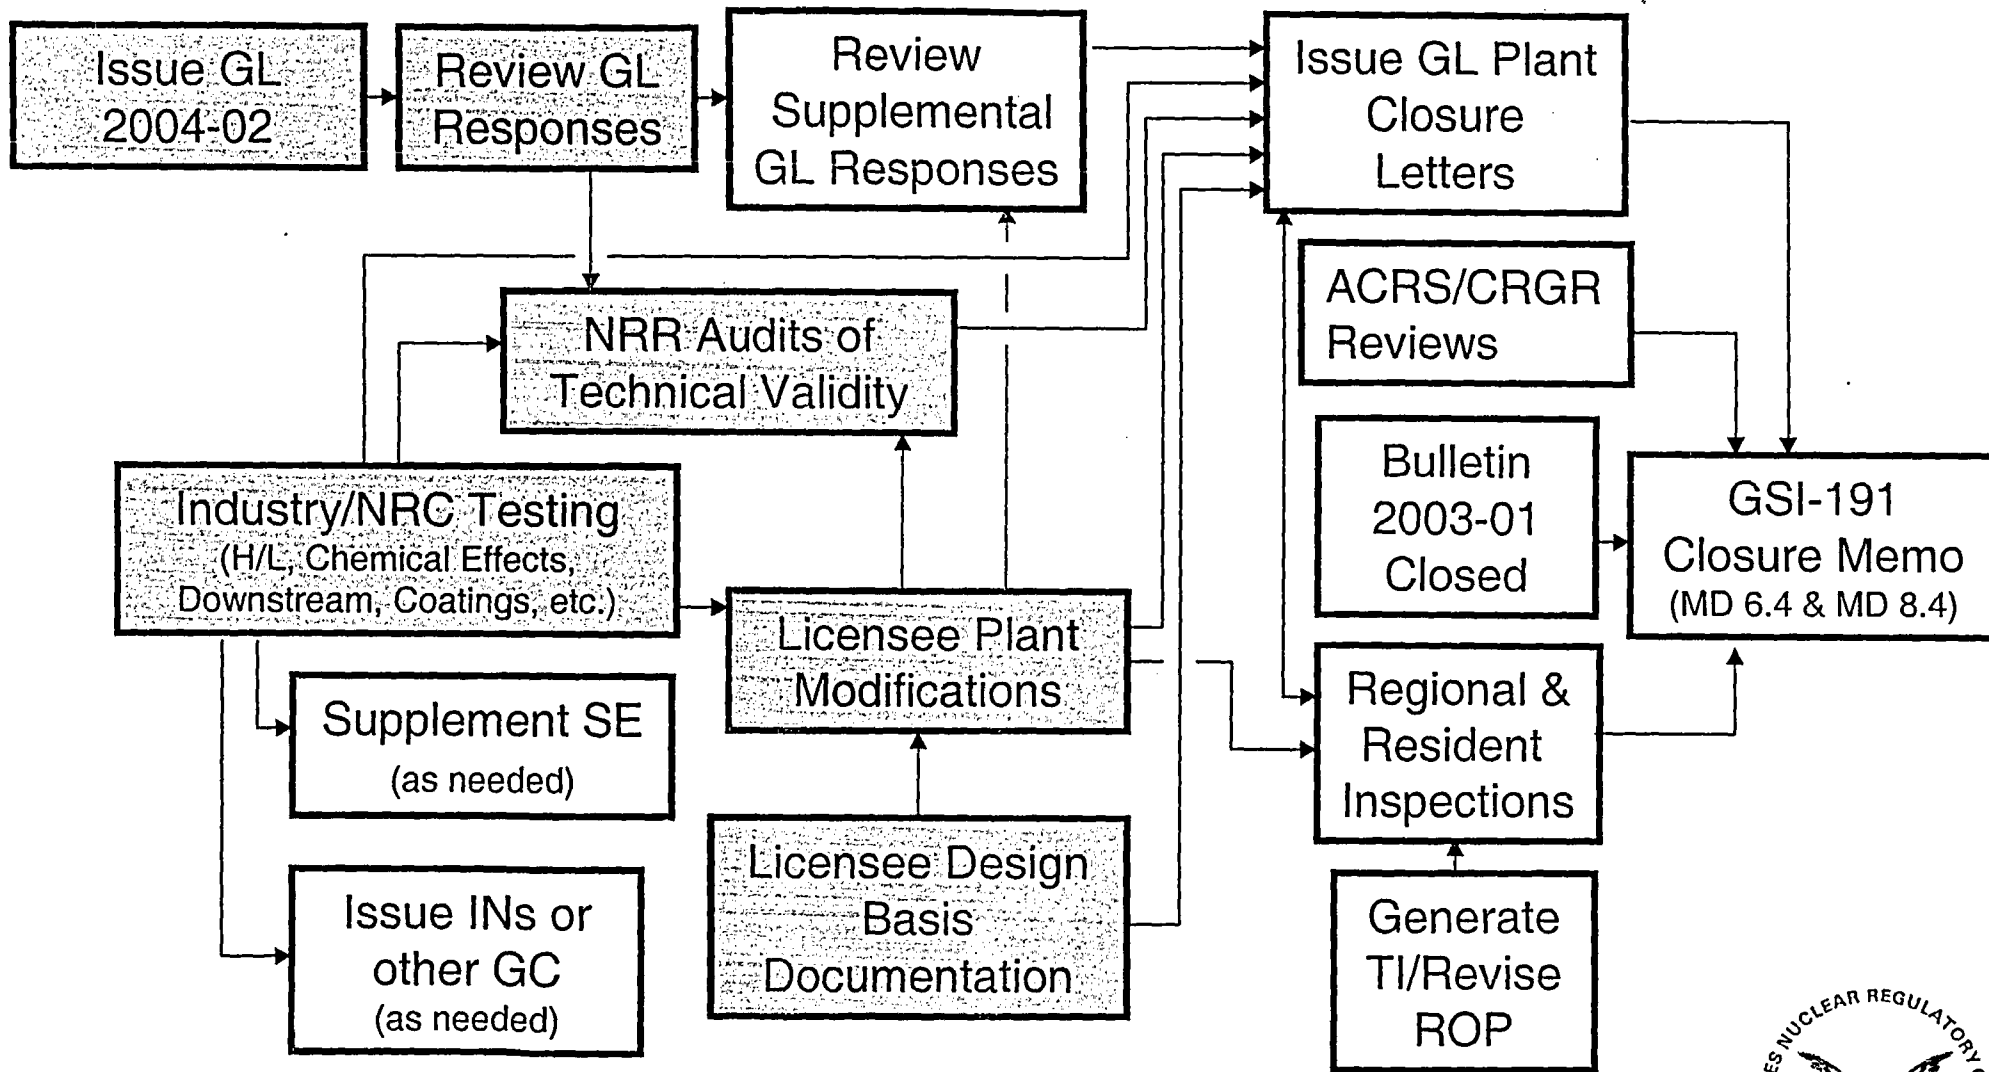 Issue GL
2004-02
Review GL
Responses
Review
Supplemental
GL Responses
Issue GL Plant
Closure
Letters
ACRS/CRGR
Reviews
NRR Audits of
Technical Validity
Bulletin
2003-01
Closed
GSI-191
Closure Memo
(MD 6.4 & MD 8.4)
Industry/NRC Testing
(H/L, Chemical Effects,
Downstream, Coatings, etc.)
Licensee Plant
Modifications
Regional &
Resident
Inspections
Supplement SE
(as needed)
Licensee Design
Basis
Documentation
Issue INs or
other GC
(as needed)
Generate
TI/Revise
ROP
NUCLEAR REGULATORY